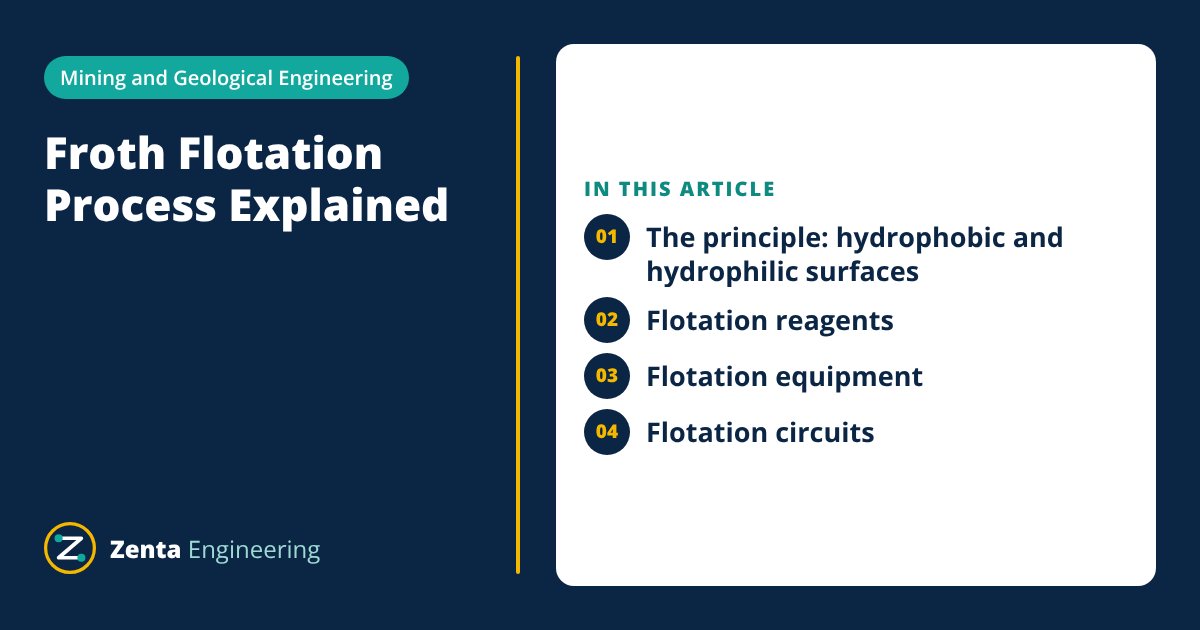 Mining and Geological Engineering
Froth Flotation
Process Explained
Zenta Engineering
IN THIS ARTICLE
01 The principle: hydrophobic and
hydrophilic surfaces
02 Flotation reagents
03 Flotation equipment
04 Flotation circuits